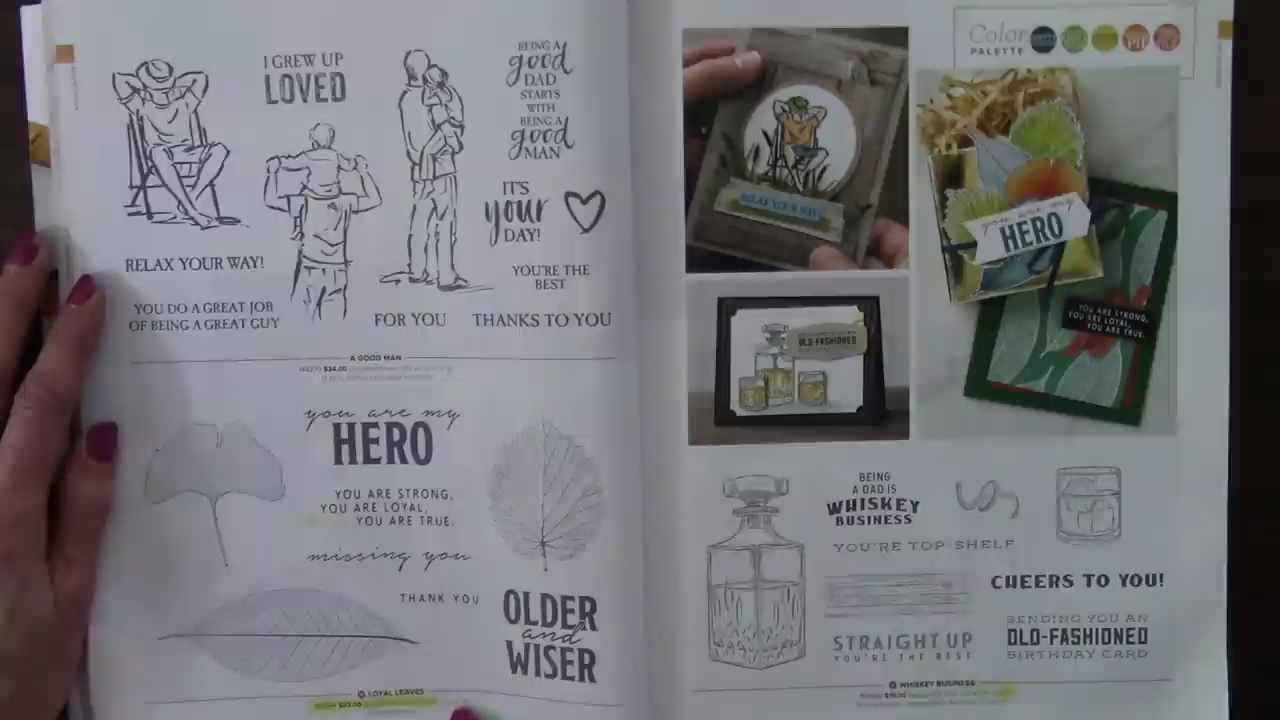 I GREW UP
LOVED
BEING A
good
DAD
STARTS
WITH
BEING A
good
MAN
IT'S
your
DAY!
RELAX YOUR WAY!
YOU'RE THE
BEST
YOU DO A GREAT JOB
OF BEING A GREAT GUY
FOR YOU
THANKS TO YOU
A GOOD MAN
$24.00
you are my
HERO
YOU ARE STRONG,
YOU ARE LOYAL,
YOU ARE TRUE.
missing you
THANK YOU
OLDER
and
WISER
LOYAL LEAVES
Color
PALETTE
RELAX YOUR WAY!
you are my
HERO
YOU ARE STRONG,
YOU ARE LOYAL,
YOU ARE TRUE.
OLD-FASHIONED
BEING
A DAD IS
WHISKEY
BUSINESS
YOU'RE TOP-SHELF
CHEERS TO YOU!
STRAIGHT UP
YOU'RE THE BEST
SENDING YOU AN
OLD-FASHIONED
BIRTHDAY CARD
WHISKEY BUSINESS